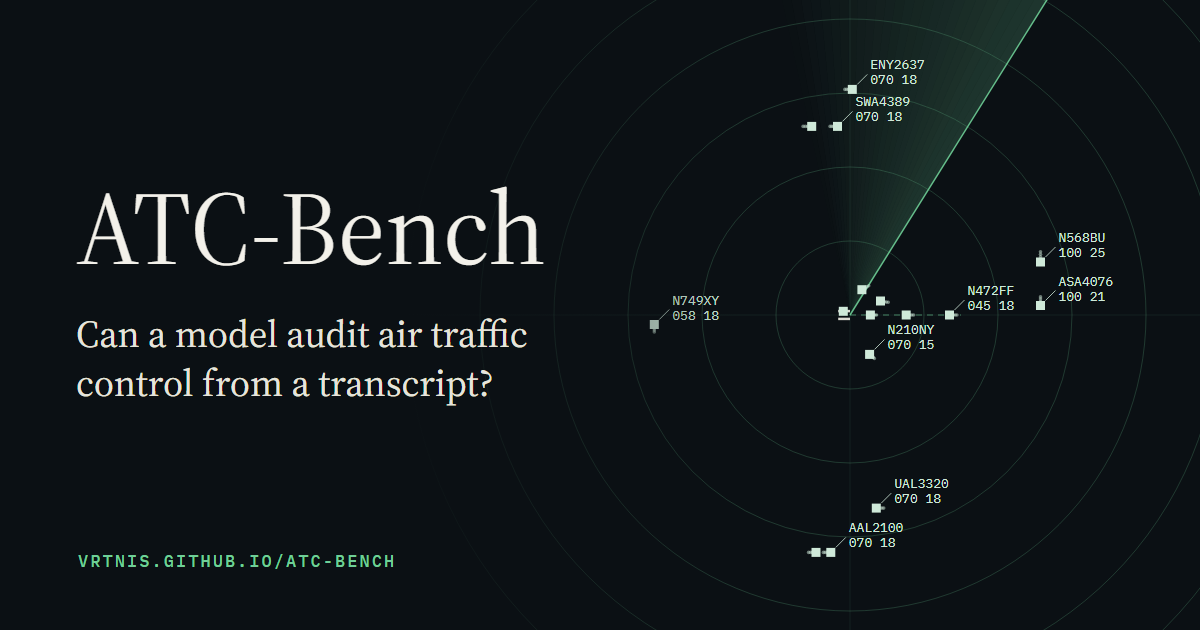 ATC-Bench
Can a model audit air traffic
control from a transcript?
VRTNIS.GITHUB.IO/ATC-BENCH
ENY2637
070 18
SWA4389
070 18
N568BU
100 25
ASA4076
100 21
N472FF
045 18
N749XY
058 18
N210NY
070 15
UAL3320
070 18
AAL2100
070 18